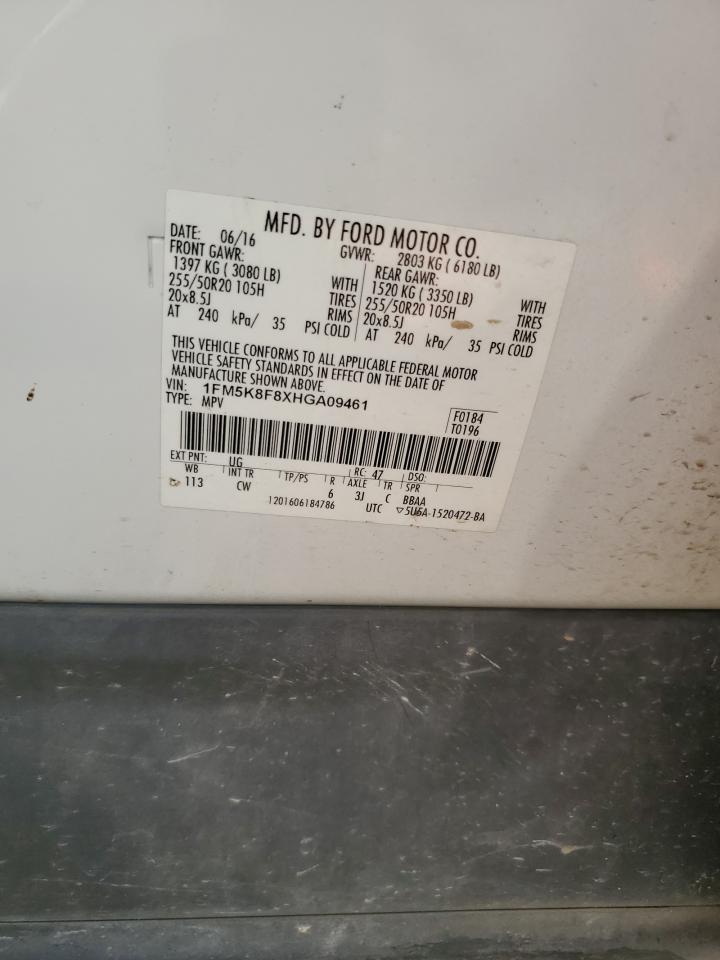 MFD. BY FORD MOTOR CO.
DATE: 06/16 GVWR: 2803 KG ( 6180 LB)
FRONT GAWR: REAR GAWR:
1397 KG ( 3080 LB) WITH 1520 KG ( 3350 LB) WITH
255/50R20 105H TIRES 255/50R20 105H TIRES
20x8.5J RIMS 20x8.5J RIMS
AT 240 kPa/ 35 PSI COLD AT 240 kPa/ 35 PSI COLD
THIS VEHICLE CONFORMS TO ALL APPLICABLE FEDERAL MOTOR
VEHICLE SAFETY STANDARDS IN EFFECT ON THE DATE OF
MANUFACTURE SHOWN ABOVE.
VIN: 1FM5K8F8XHGA09461 F0184
TYPE: MPV T0196
EXT PNT: UG RC: 47 DSO:
WB INT TR TP/PS R AXLE TR SPR
113 CW 6 3J C BBAA
1201606184786 UTC ▽5U5A-1520472-BA